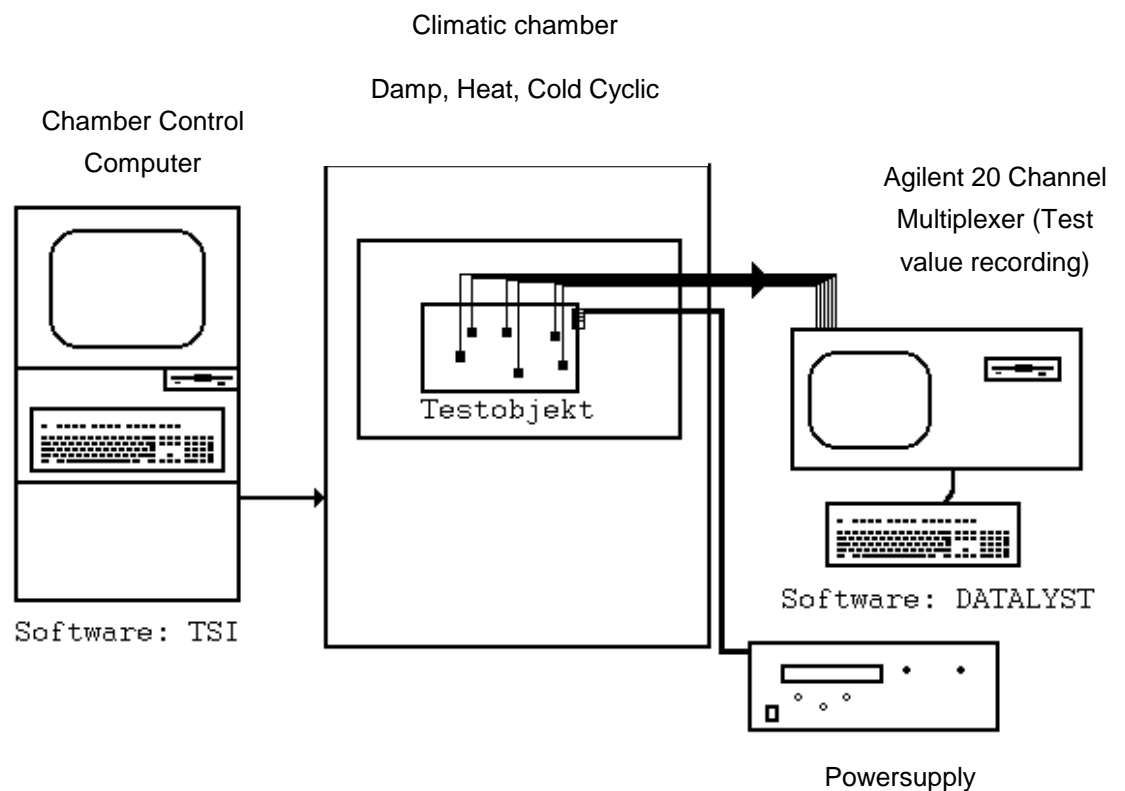 Climatic chamber
Damp, Heat, Cold Cyclic
Chamber Control
Computer
Agilent 20 Channel
Multiplexer (Test
value recording)
Testobjekt
Software: DATALYST
Software: TSI
Powersupply